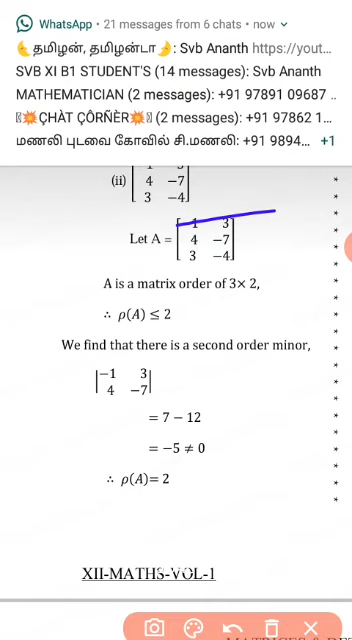 WhatsApp • 21 messages from 6 chats • now
🌜தமிழன், தமிழன்டா🌛: Svb Ananth https://yout...
SVB XI B1 STUDENT'S (14 messages): Svb Ananth
MATHEMATICIAN (2 messages): +91 97891 09687 ..
💥ÇHÀT ÇÔRÑÈR💥 (2 messages): +91 97862 1...
மணலி புடவை கோவில் சி.மணலி: +91 9894... +1
(ii)
4 −7
3 −4
Let A =
-1 3
4 −7
3 −4
A is a matrix order of 3× 2,
∴ ρ(A) ≤ 2
We find that there is a second order minor,
|−1 3|
| 4 −7|
= 7 − 12
= −5 ≠ 0
∴ ρ(A)= 2
XII-MATHS-VOL-1